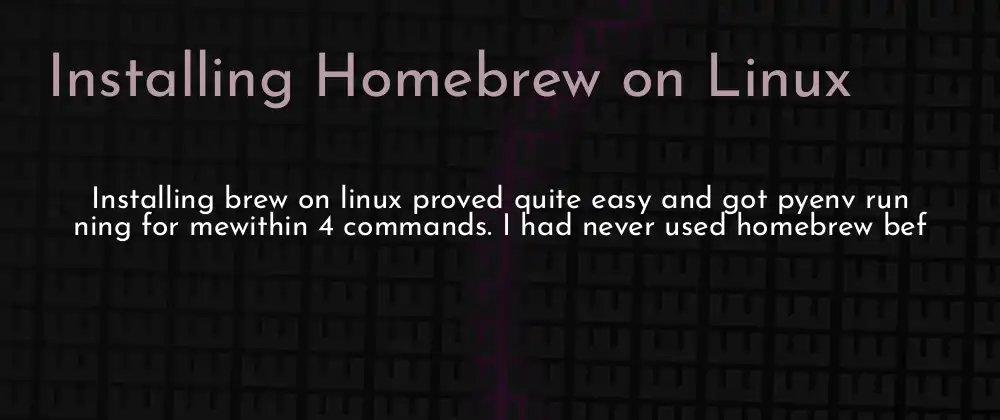 Installing Homebrew on Linux
Installing brew on linux proved quite easy and got pyenv run
ning for mewithin 4 commands. I had never used homebrew bef